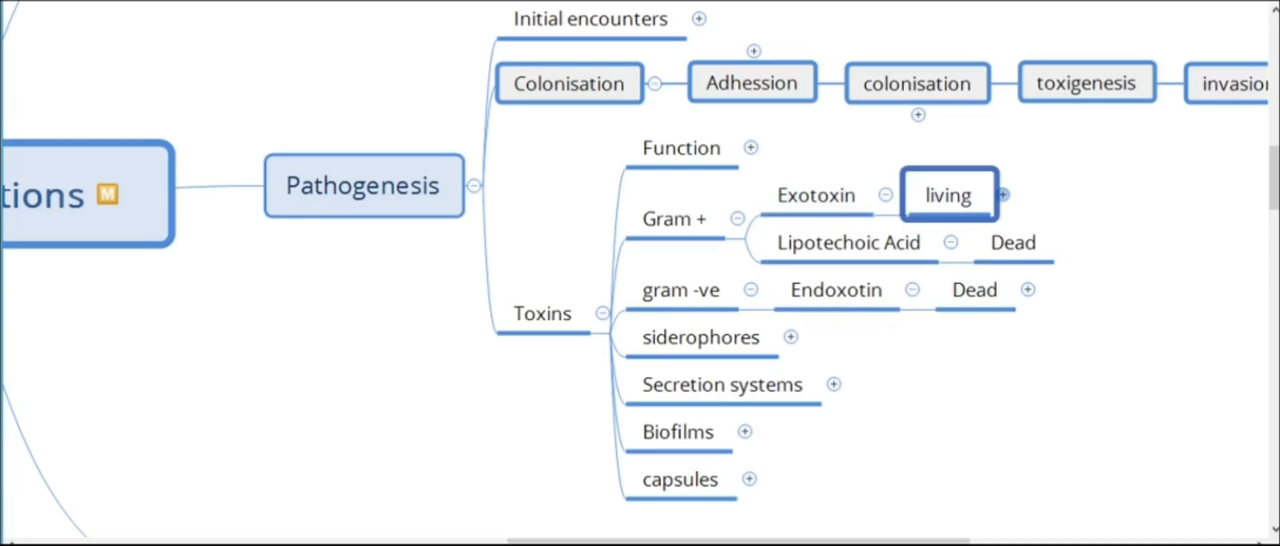 Initial encounters
Colonisation
Adhession
colonisation
toxigenesis
invasion
Function
Exotoxin
living
Pathogenesis
tions
M
Gram +
Lipotechoic Acid
Dead
gram -ve
Endoxotin
Dead
Toxins
siderophores
Secretion systems
Biofilms
capsules